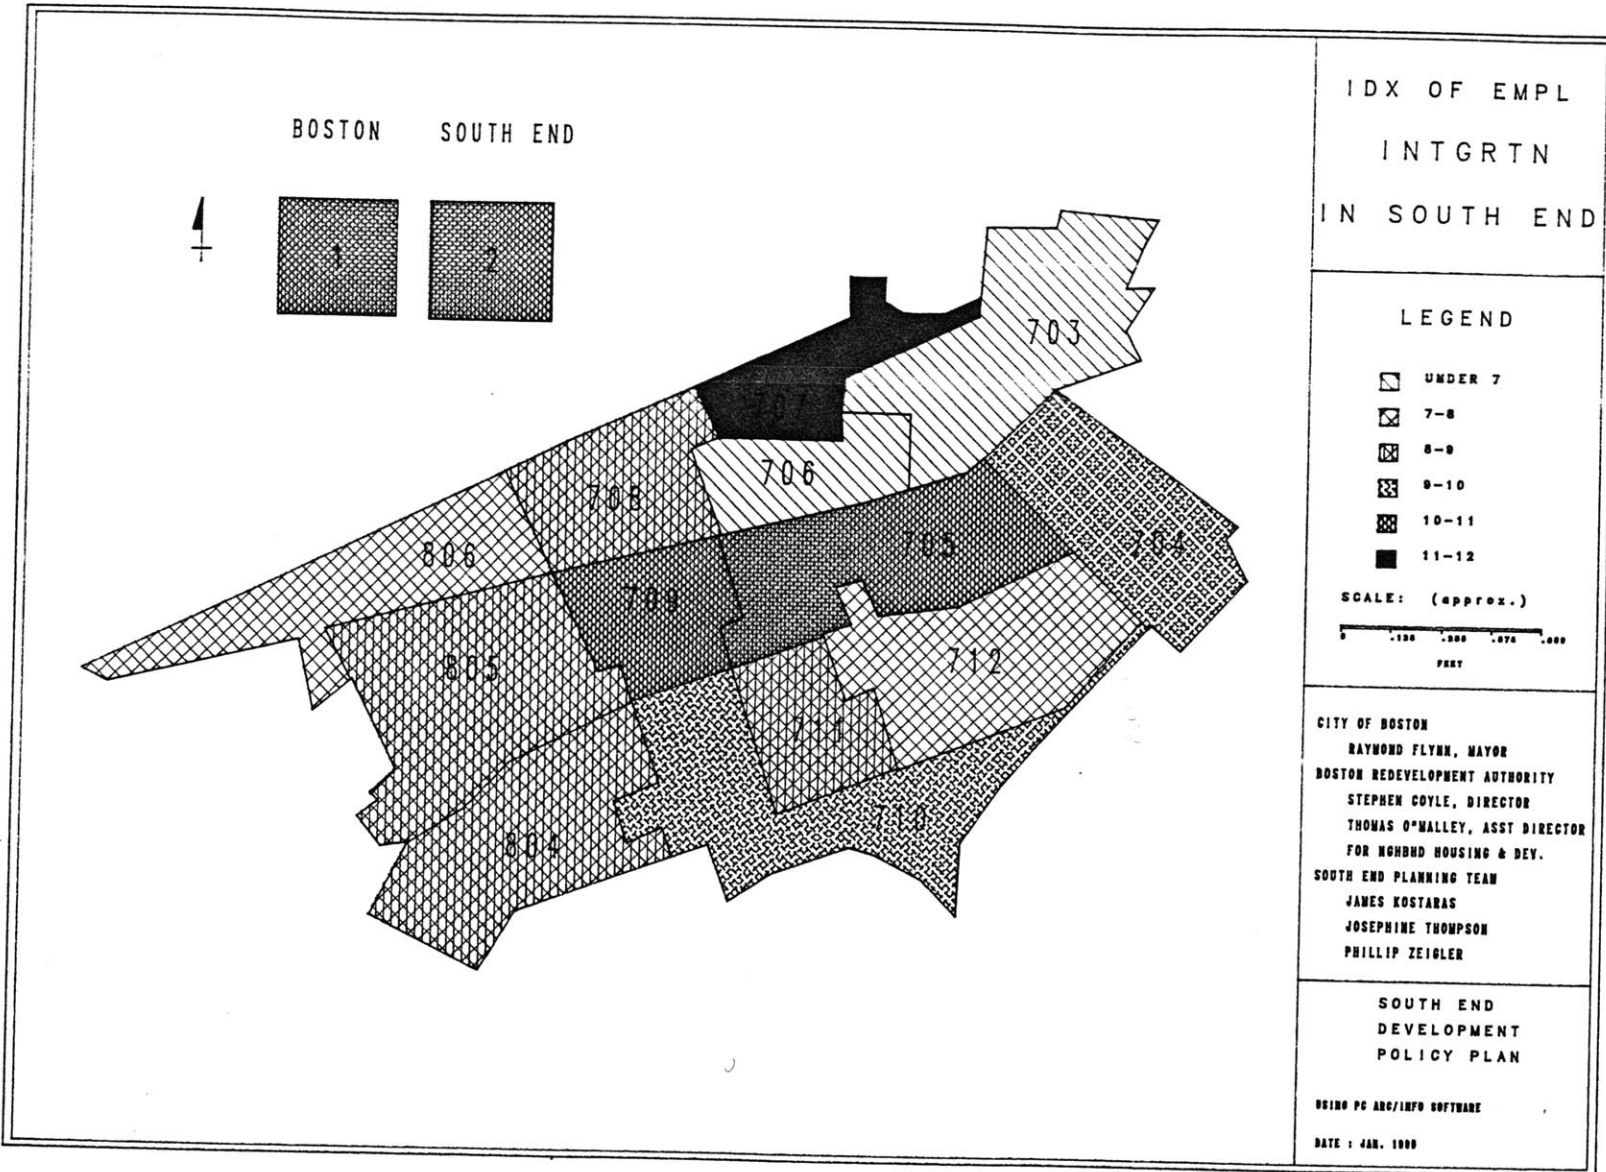 BOSTON SOUTH END
1 2
703
707
706
708
705
704
806
709
805
712
711
710
804
IDX OF EMPL
INTGRTN
IN SOUTH END
LEGEND
UNDER 7
7-8
8-9
9-10
10-11
11-12
SCALE: (approx.)
0
FEET
CITY OF BOSTON
RAYMOND FLYNN, MAYOR
BOSTON REDEVELOPMENT AUTHORITY
STEPHEN COYLE, DIRECTOR
THOMAS O'MALLEY, ASST DIRECTOR
FOR NGHBHD HOUSING & DEV.
SOUTH END PLANNING TEAM
JAMES KOSTARAS
JOSEPHINE THOMPSON
PHILLIP ZEIGLER
SOUTH END
DEVELOPMENT
POLICY PLAN
USING PC ARC/INFO SOFTWARE
DATE : JAN.